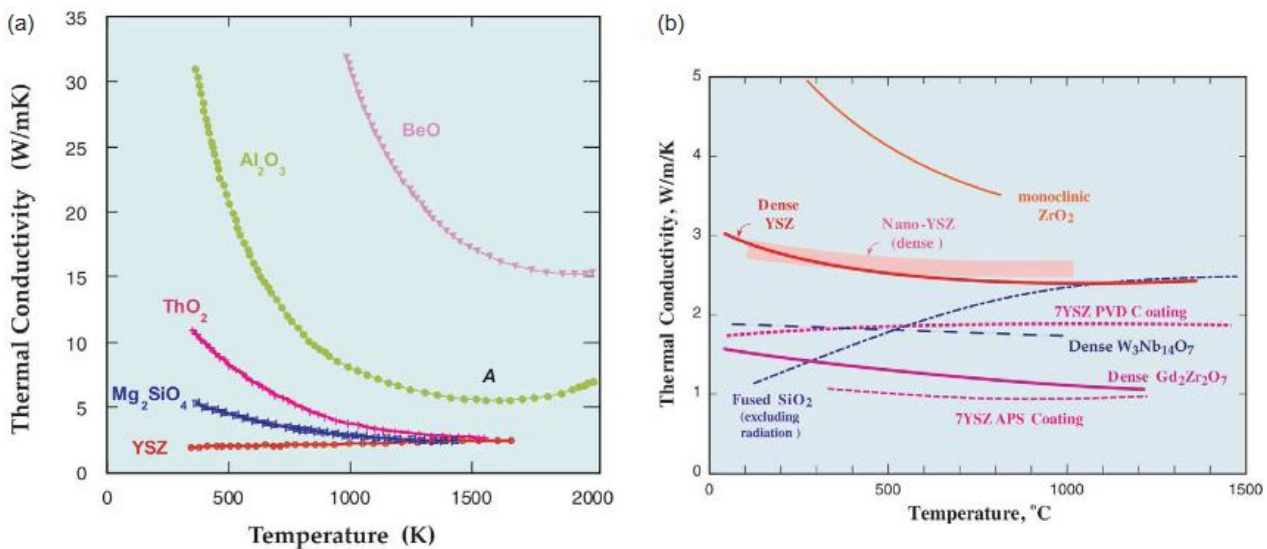 (a)
Thermal Conductivity (W/mK)
35
30
25
20
15
10
5
0
BeO
Al2O3
ThO2
A
Mg2SiO4
YSZ
0
500
1000
1500
2000
Temperature (K)
(b)
Thermal Conductivity, W/m/K
5
4
3
2
1
0
monoclinic
ZrO2
Dense
YSZ
Nano-YSZ
(dense )
7YSZ PVD Coating
Dense W3Nb14O7
Dense Gd2Zr2O7
Fused SiO2
(excluding
radiation )
7YSZ APS Coating
0
500
1000
1500
Temperature, °C